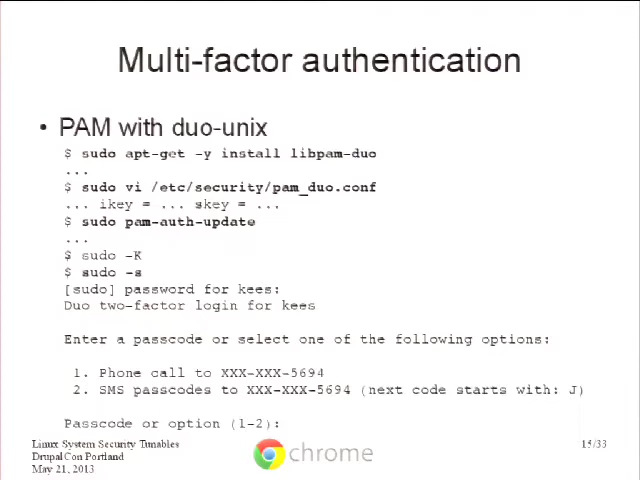 Multi-factor authentication
• PAM with duo-unix
$ sudo apt-get -y install libpam-duo
...
$ sudo vi /etc/security/pam_duo.conf
... ikey = ... skey = ...
$ sudo pam-auth-update
...
$ sudo -K
$ sudo -s
[sudo] password for kees:
Duo two-factor login for kees
Enter a passcode or select one of the following options:
1. Phone call to XXX-XXX-5694
2. SMS passcodes to XXX-XXX-5694 (next code starts with: J)
Passcode or option (1-2):
Linux System Security Tunables
DrupalCon Portland
May 21, 2013
chrome
15/33